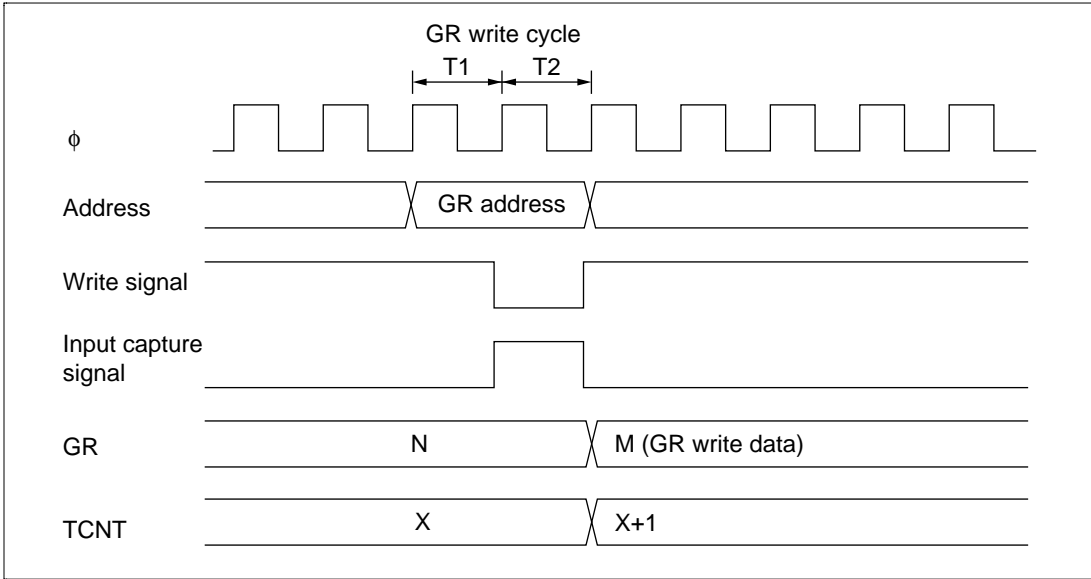 GR write cycle
T1 T2
ϕ
Address GR address
Write signal
Input capture
signal
GR N M (GR write data)
TCNT X X+1